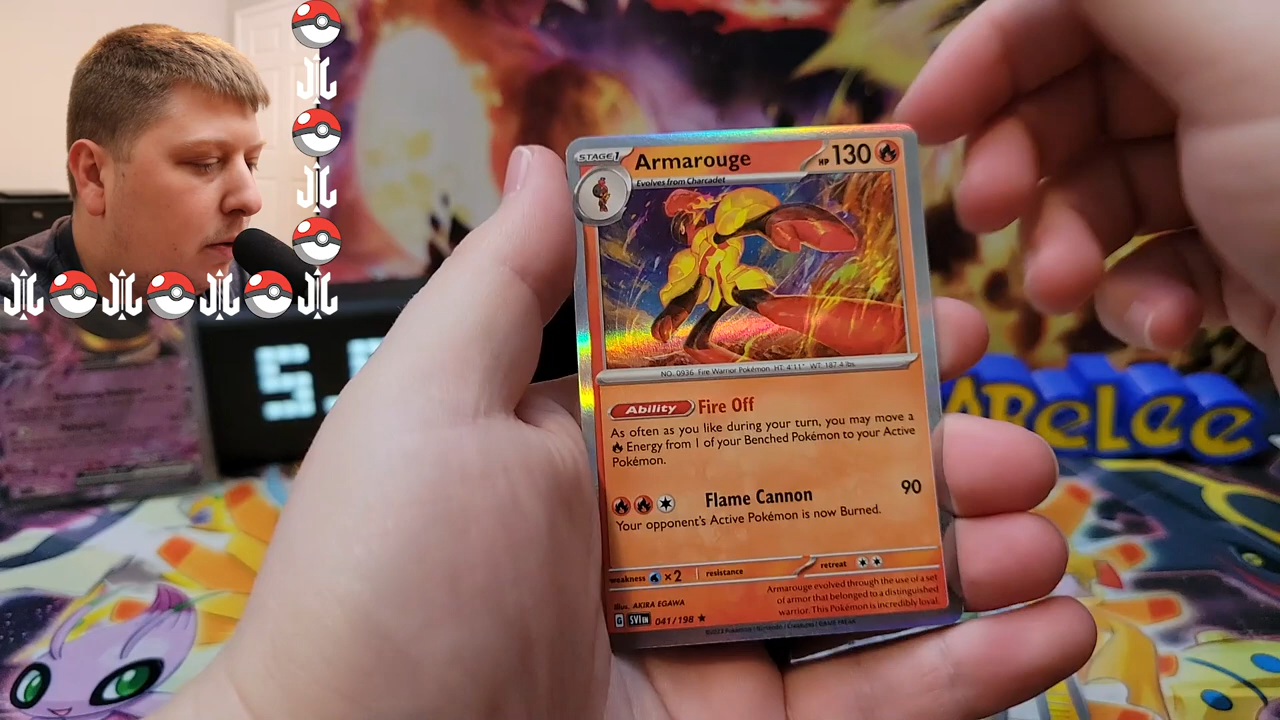 STAGE 1
Armarouge
HP 130
Evolves from Charcadet
NO. 0936 Fire Warrior Pokémon HT: 4'11" WT: 187.4 lbs.
Ability Fire Off
As often as you like during your turn, you may move a
Energy from 1 of your Benched Pokémon to your Active
Pokémon.
Flame Cannon 90
Your opponent's Active Pokémon is now Burned.
weakness ×2 resistance retreat
Armarouge evolved through the use of a set
of armor that belonged to a distinguished
warrior. This Pokémon is incredibly loyal.
Illus. AKIRA EGAWA
G SVI EN 041/198 ★
©2023 Pokémon / Nintendo / Creatures / GAME FREAK